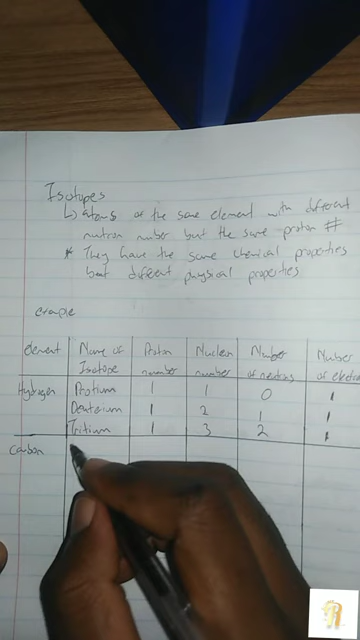 Isotopes
↳ atoms of the same element with different
nutron number but the same proton #
* They have the same chemical properties
but different physical properties
example
element Name of Isotope Proton number Nucleon number Number of neutrons Number of electron
Hydrogen Protium 1 1 0 1
Deuterium 1 2 1 1
Tritium 1 3 2 1
Carbon